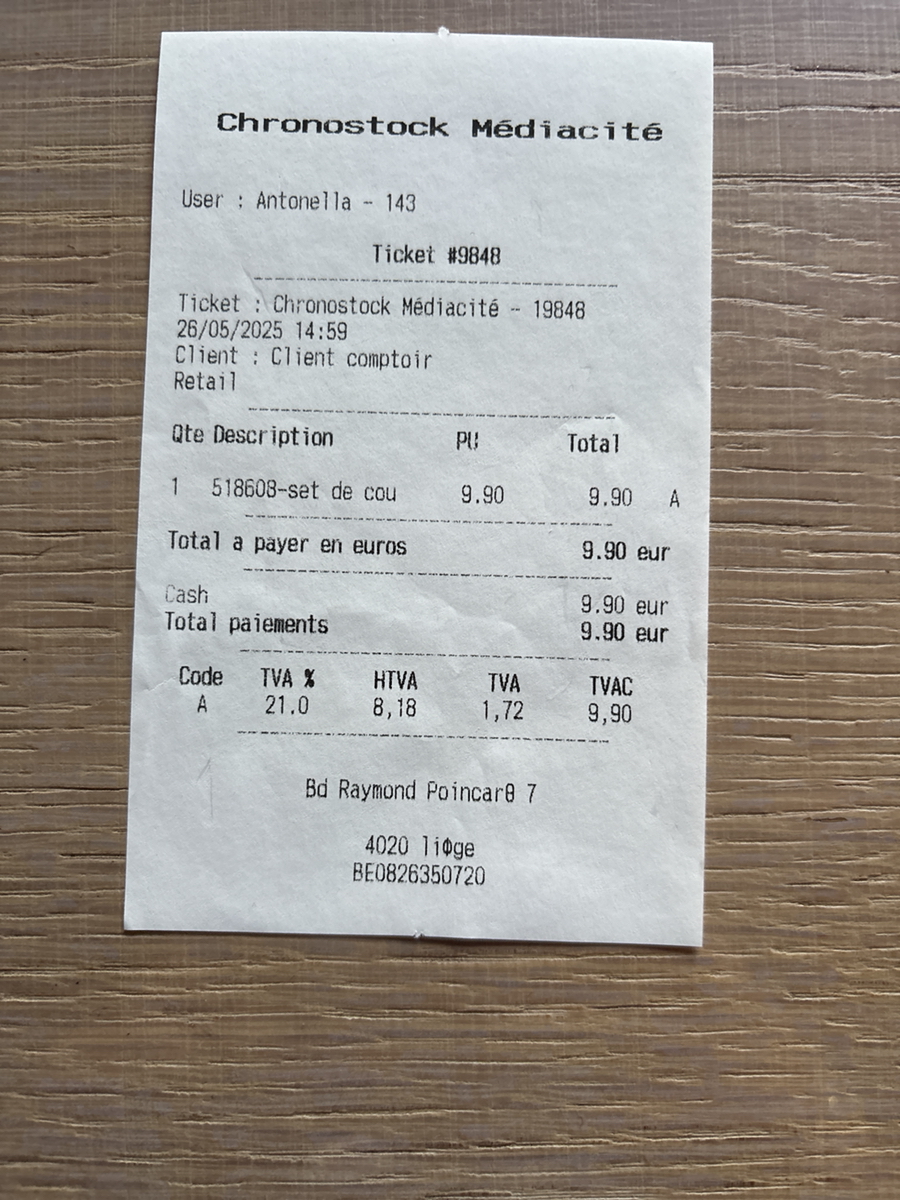 Chronostock Médiacité
User : Antonella - 143
Ticket #9848
Ticket : Chronostock Médiacité - 19848
26/05/2025 14:59
Client : Client comptoir
Retail
Qte Description PU Total
1 518608-set de cou 9.90 9.90 A
Total a payer en euros 9.90 eur
Cash 9.90 eur
Total paiements 9.90 eur
Code TVA % HTVA TVA TVAC
A 21.0 8,18 1,72 9,90
Bd Raymond PoincarΘ 7
4020 liΦge
BE0826350720